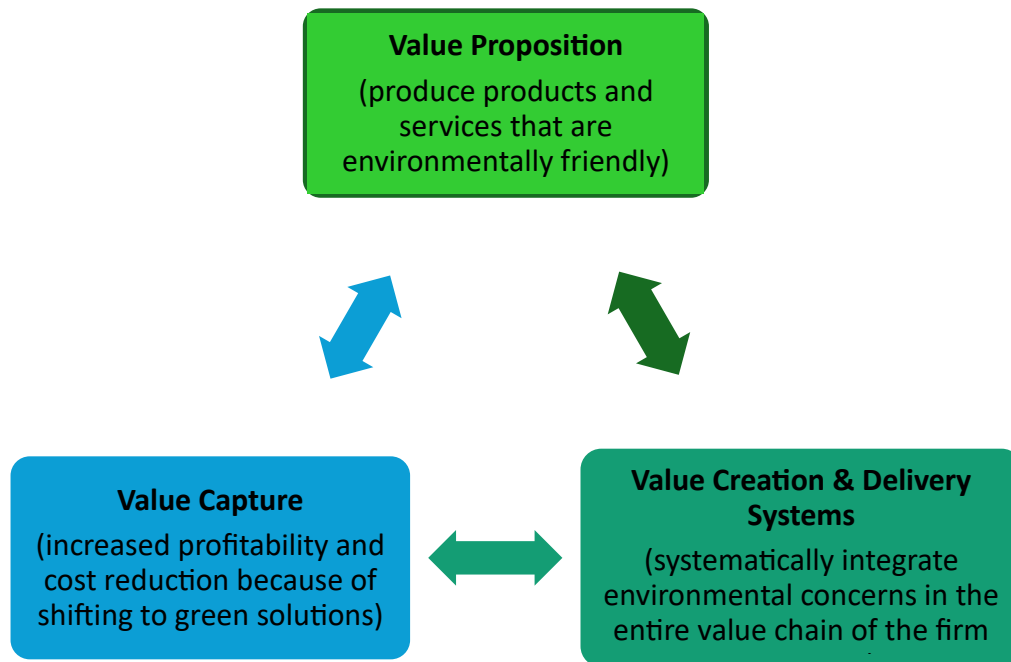 Value Proposition
(produce products and
services that are
environmentally friendly)
Value Capture
(increased profitability and
cost reduction because of
shifting to green solutions)
Value Creation & Delivery
Systems
(systematically integrate
environmental concerns in the
entire value chain of the firm